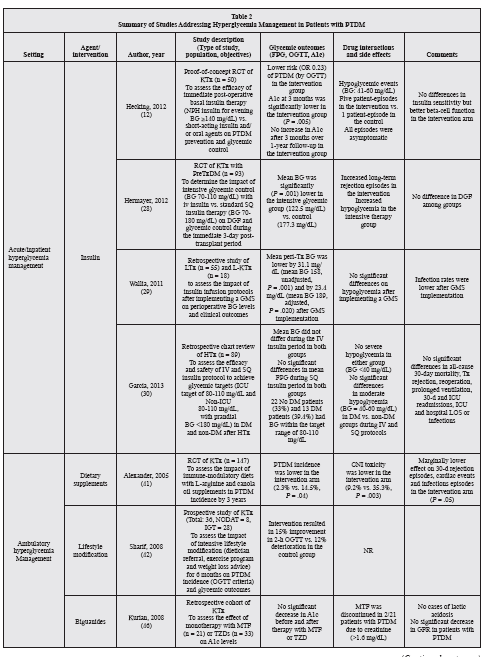 Table 2
Summary of Studies Addressing Hyperglycemia Management in Patients with PTDM
Setting
Agent/
intervention
Author, year
Study description
(Type of study,
population, objectives)
Glycemic outcomes
(FPG, OGTT, A1c)
Drug interactions
and side effects
Comments
Acute/inpatient
hyperglycemia
management
Insulin
Hecking, 2012
(12)
Proof-of-concept RCT of
KTx (n = 50)
To assess the efficacy of
immediate post-operative
basal insulin therapy
(NPH insulin for evening
BG ≥140 mg/dL) vs.
short-acting insulin and/
or oral agents on PTDM
prevention and glycemic
control
Lower risk (OR 0.23)
of PTDM (by OGTT)
in the intervention
group
A1c at 3 months was
significantly lower in
the intervention group
(P = .005)
No increase in A1c
after 3 months over
1-year follow-up in
the intervention group
Hypoglycemic events
(BG: 41-60 mg/dL)
Five patient-episodes
in the intervention vs.
1 patient-episode in
the control
All episodes were
asymptomatic
No differences in
insulin sensitivity but
better beta-cell function
in the intervention arm
Hermayer, 2012
(28)
RCT of KTx with
PreTxDM (n = 93)
To determine the impact of
intensive glycemic control
(BG 70-110 mg/dL) with
iv insulin vs. standard SQ
insulin therapy (BG 70-
180 mg/dL) on DGF and
glycemic control during
the immediate 3-day post-
transplant period
Mean BG was
significantly
(P = .001) lower in
the intensive glycemic
group (122.5 mg/dL)
vs. control
(177.3 mg/dL)
Increased long-term
rejection episodes in
the intervention
Increased
hypoglycemia in the
intensive therapy
group
No difference in DGF
among groups
Wallia, 2011
(29)
Retrospective study of
LTx (n = 55) and L-KTx
(n = 18)
to assess the impact of
insulin infusion protocols
after implementing a GMS
on perioperative BG levels
and clinical outcomes
Mean peri-Tx BG was
lower by 31.1 mg/
dL (mean BG 158,
unadjusted,
P = .001) and by 23.4
mg/dL (mean BG 189,
adjusted,
P = .020) after GMS
implementation
No significant
differences on
hypoglycemia after
implementing a GMS
Infection rates were
lower after GMS
implementation
Garcia, 2013
(30)
Retrospective chart review
of HTx (n = 89)
To assess the efficacy
and safety of IV and SQ
insulin protocol to achieve
glycemic targets (ICU
target of 80-110 mg/dL and
Non-ICU
80-110 mg/dL,
with prandial
BG <180 mg/dL) in DM
and non-DM after HTx
Mean BG did not
differ during the IV
insulin period in both
groups
No significant
differences in mean
FPG during SQ
insulin period in both
groups
22 No DM patients
(33%) and 13 DM
patients (39.4%) had
BG within the target
range of 80-110
mg/dL
No severe
hypoglycemia in
either group
(BG <40 mg/dL)
No significant
differences
in moderate
hypoglycemia
(BG = 40-60 mg/dL)
in DM vs. non-DM
groups during IV and
SQ protocols
No significant
differences in all-cause
30-day mortality, Tx
rejection, reoperation,
prolonged ventilation,
30-d and ICU
readmissions, ICU
and hospital LOS or
infections
Ambulatory
hyperglycemia
Management
Dietary
supplements
Alexander, 2005
(41)
RCT of KTx (n = 147)
To assess the impact of
immune-modulatory diets
with L-arginine and canola
oil supplements in PTDM
incidence by 3 years
PTDM incidence
was lower in the
intervention arm
(2.3% vs. 14.5%,
P = .04)
CNI toxicity
was lower in the
intervention arm
(9.2% vs. 35.3%,
P = .003)
Marginally lower
effect on 30-d rejection
episodes, cardiac events
and infections episodes
in the intervention arm
(P = .05)
Lifestyle
modification
Sharif, 2008
(42)
Prospective study of KTx
(Total: 36, NODAT = 8,
IGT = 28)
To assess the impact
of intensive lifestyle
modification (dietician
referral, exercise program
and weight loss advice)
for 6 months on PTDM
incidence (OGTT criteria)
and glycemic outcomes
Intervention resulted
in 15% improvement
in 2-h OGTT vs. 12%
deterioration in the
control group
NR
Biguanides
Kurian, 2008
(46)
Retrospective cohort of
KTx
To assess the effect of
monotherapy with MTF
(n = 21) or TZDs (n = 33)
on A1c levels
No significant
decrease in A1c
before and after
therapy with MTF
or TZD
MTF was
discontinued in 2/21
patients with PTDM
due to creatinine
(>1.6 mg/dL)
No cases of lactic
acidosis
No significant decrease
in GFR in patients with
PTDM